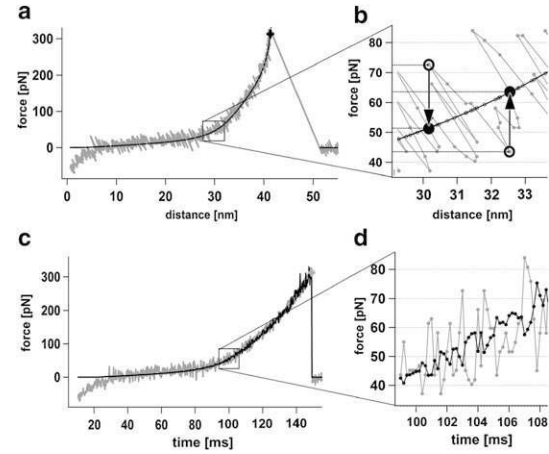 a
b
force [pN]
300
200
100
0
0 10 20 30 40 50
distance [nm]
force [pN]
80
70
60
50
40
30 31 32 33
distance [nm]
c
d
force [pN]
300
200
100
0
20 40 60 80 100 120 140
time [ms]
force [pN]
80
70
60
50
40
100 102 104 106 108
time [ms]